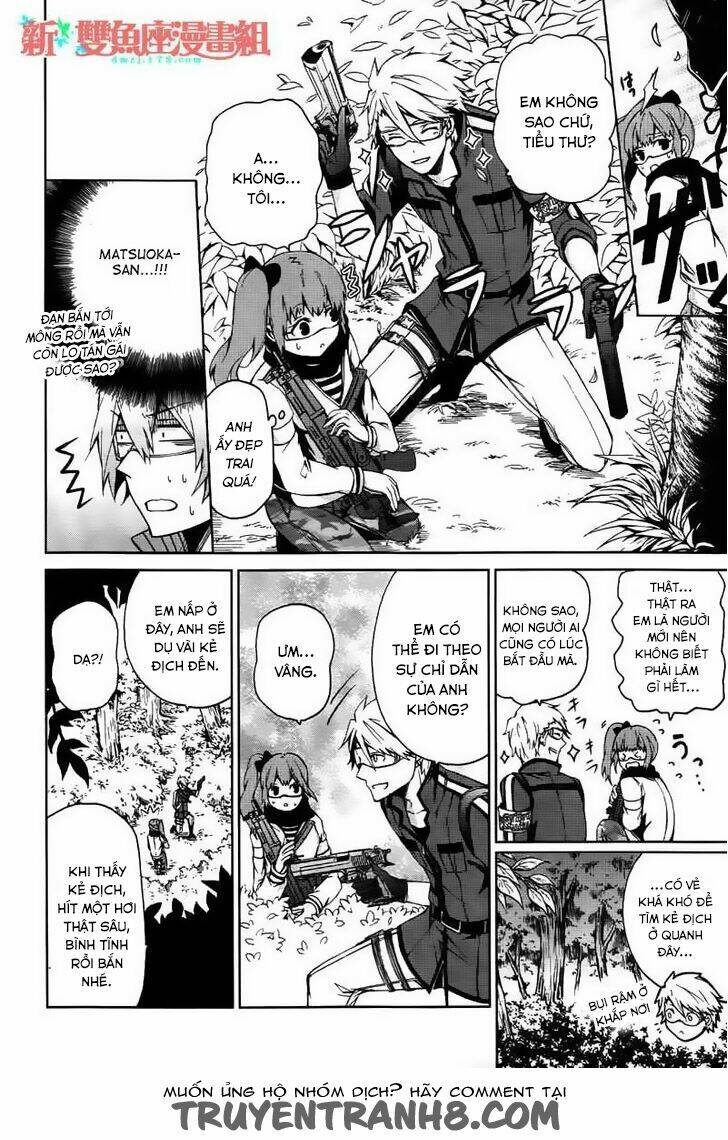 新·雙魚座漫畫組
dmzj.178.com
EM KHÔNG
SAO CHỨ,
TIỂU THƯ?
A...
KHÔNG...
TÔI...
MATSUOKA-
SAN...!!!
ĐẠN BẮN TỚI
MÔNG RỒI MÀ VẪN
CÒN LO TÁN GÁI
ĐƯỢC SAO?
ANH
ẤY ĐẸP
TRAI
QUÁ!
THẬT...
THẬT RA
EM LÀ NGƯỜI
MỚI NÊN
KHÔNG BIẾT
PHẢI LÀM
GÌ HẾT...
KHÔNG SAO,
MỌI NGƯỜI AI
CŨNG CÓ LÚC
BẮT ĐẦU MÀ.
...CÓ VẺ
KHÁ KHÓ ĐỂ
TÌM KẺ ĐỊCH
Ở QUANH
ĐÂY...
BỤI RẬM Ở
KHẮP NƠI
EM CÓ
THỂ ĐI THEO
SỰ CHỈ DẪN
CỦA ANH
KHÔNG?
ƯM...
VÂNG.
EM NẤP Ở
ĐÂY, ANH SẼ
DỤ VÀI KẺ
ĐỊCH ĐẾN.
DẠ?!
KHI THẤY
KẺ ĐỊCH,
HÍT MỘT HƠI
THẬT SÂU,
BÌNH TĨNH
RỒI BẮN
NHÉ.
MUỐN ỦNG HỘ NHÓM DỊCH? HÃY COMMENT TẠI
TRUYENTRANH8.COM